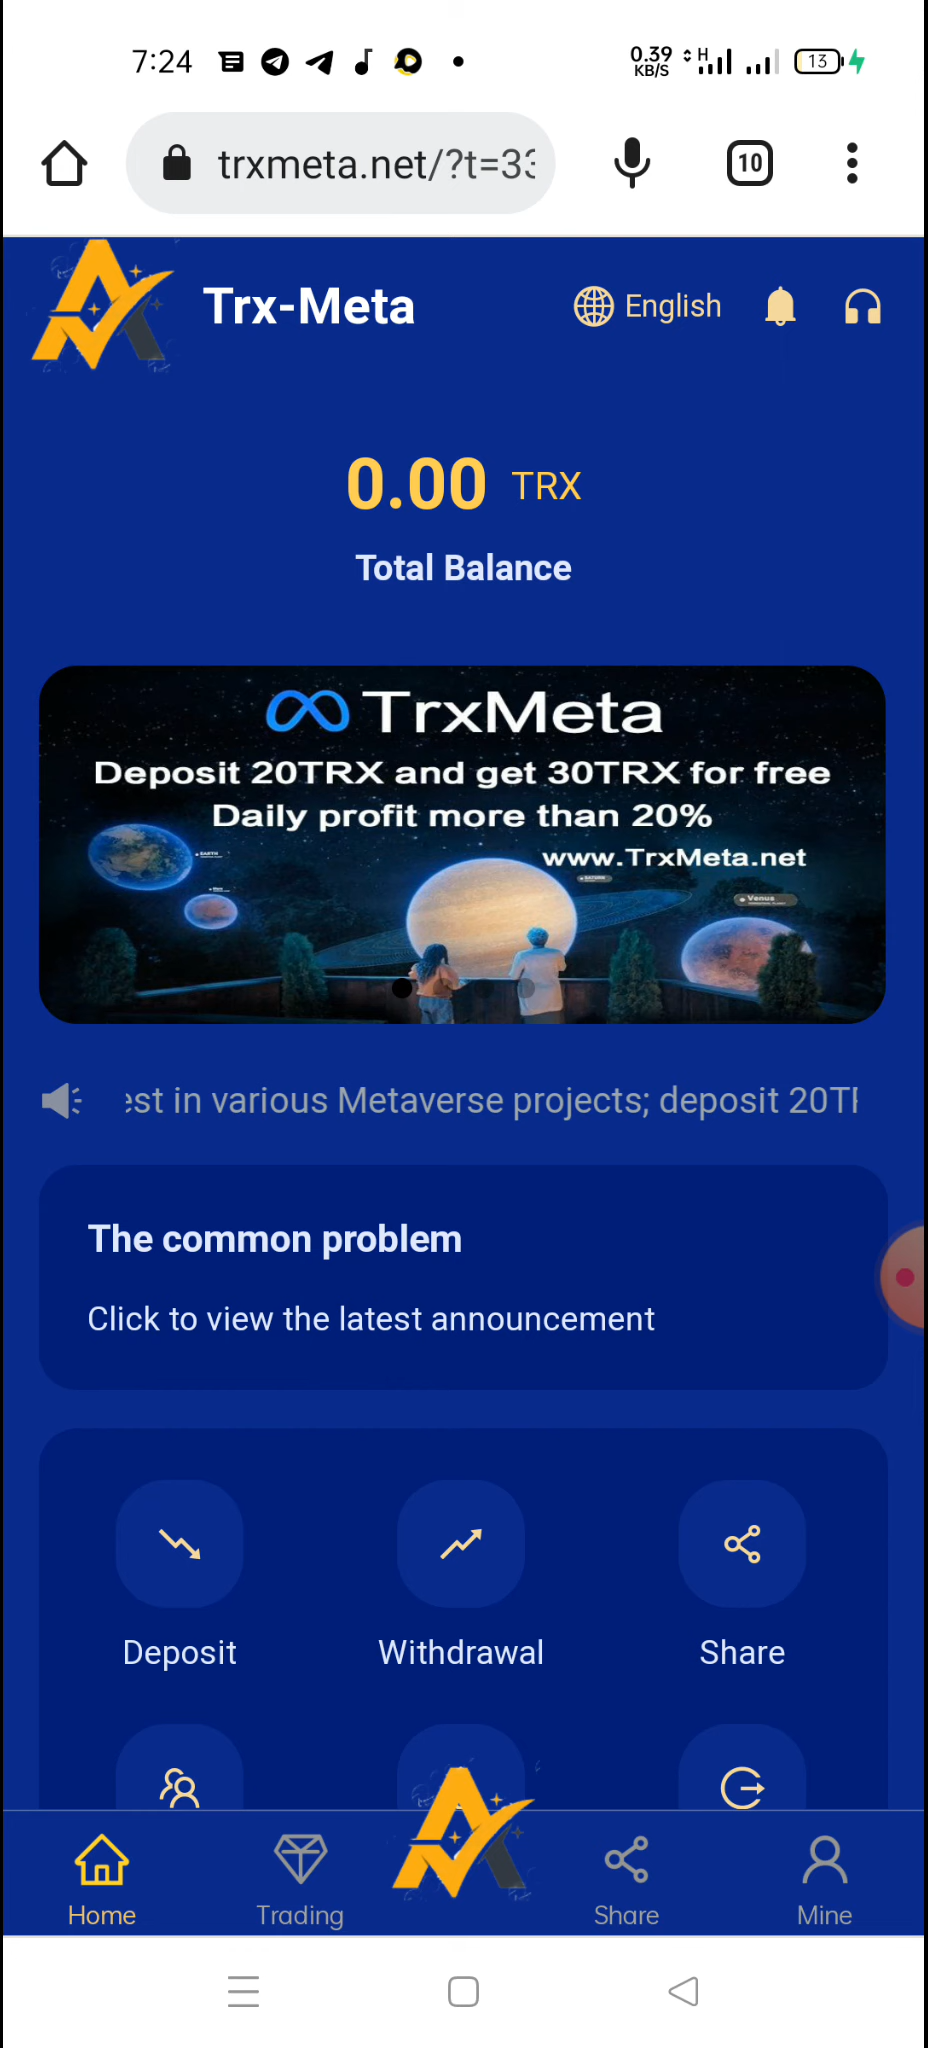 7:24
0.39
KB/S
H
13
trxmeta.net/?t=33
10
Trx-Meta
English
0.00 TRX
Total Balance
TrxMeta
Deposit 20TRX and get 30TRX for free
Daily profit more than 20%
www.TrxMeta.net
EARTH
SATURN
Venus
est in various Metaverse projects; deposit 20T
The common problem
Click to view the latest announcement
Deposit
Withdrawal
Share
Home
Trading
Share
Mine